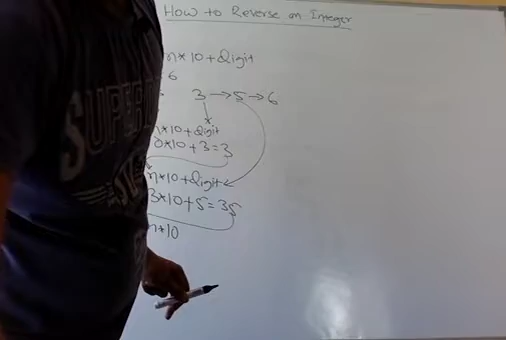 How to Reverse an Integer
n*10+Digit
6
3 → 5 → 6
n*10+Digit
0*10+3=3
n*10+Digit
3*10+5=35
n*10
SUPER